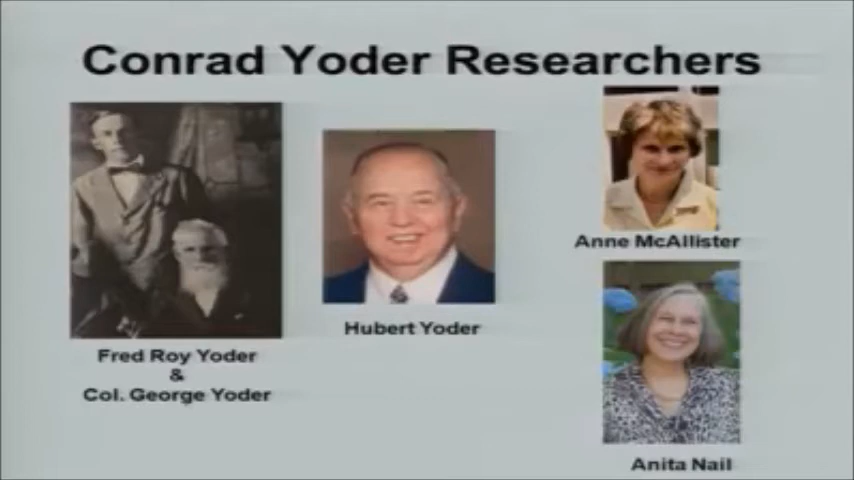 Conrad Yoder Researchers
Fred Roy Yoder
&
Col. George Yoder
Hubert Yoder
Anne McAllister
Anita Nail